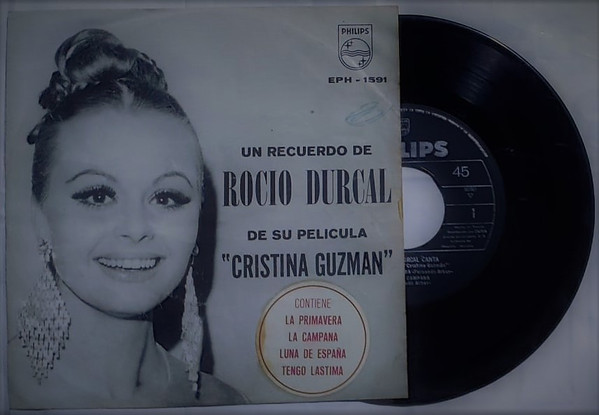 PHILIPS
EPH - 1591
UN RECUERDO DE
ROCIO DURCAL
DE SU PELICULA
"CRISTINA GUZMAN"
CONTIENE
LA PRIMAVERA
LA CAMPANA
LUNA DE ESPAÑA
TENGO LASTIMA
45
1
CANTA